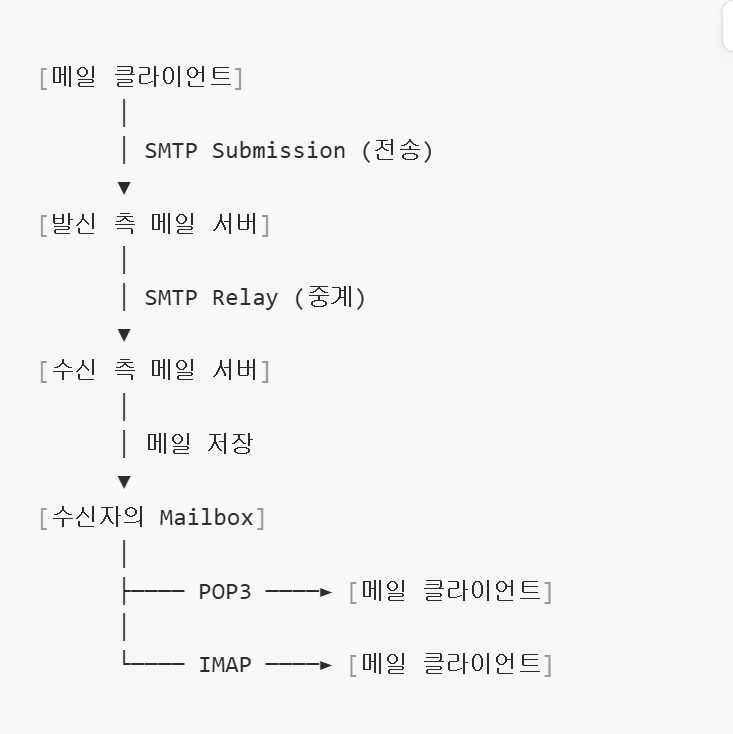 [메일 클라이언트]
│
│ SMTP Submission (전송)
▼
[발신 측 메일 서버]
│
│ SMTP Relay (중계)
▼
[수신 측 메일 서버]
│
│ 메일 저장
▼
[수신자의 Mailbox]
│
├──── POP3 ────► [메일 클라이언트]
│
└──── IMAP ────► [메일 클라이언트]